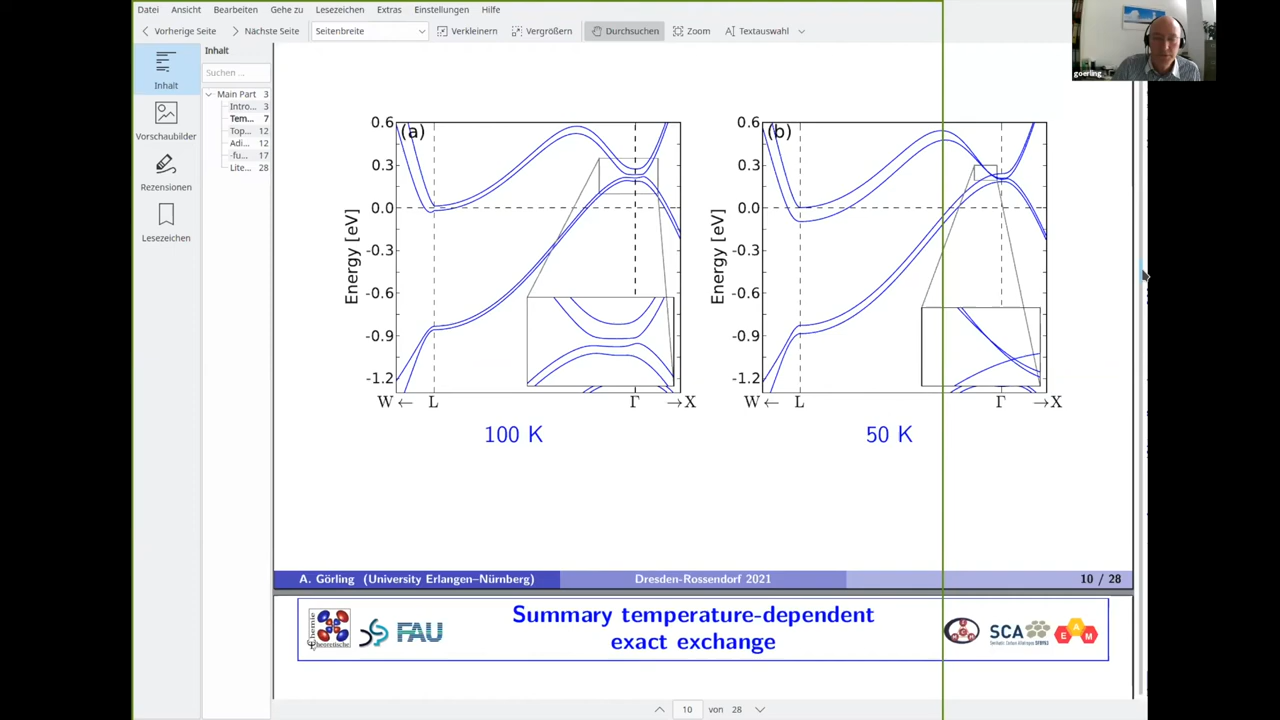 Datei Ansicht Bearbeiten Gehe zu Lesezeichen Extras Einstellungen Hilfe
Vorherige Seite Nächste Seite Seitenbreite Verkleinern Vergrößern Durchsuchen Zoom Textauswahl
Inhalt
Vorschaubilder
Rezensionen
Lesezeichen
Inhalt
Suchen ...
Main Part 3
Intro... 3
Tem... 7
Top... 12
Adi... 12
-fu... 17
Lite... 28
goerling
(a)
Energy [eV]
0.6
0.3
0.0
-0.3
-0.6
-0.9
-1.2
W ← L Γ →X
100 K
(b)
Energy [eV]
0.6
0.3
0.0
-0.3
-0.6
-0.9
-1.2
W ← L Γ →X
50 K
A. Görling (University Erlangen–Nürnberg) Dresden-Rossendorf 2021 10 / 28
FAU
Summary temperature-dependent
exact exchange
SCA
E A M
10 von 28